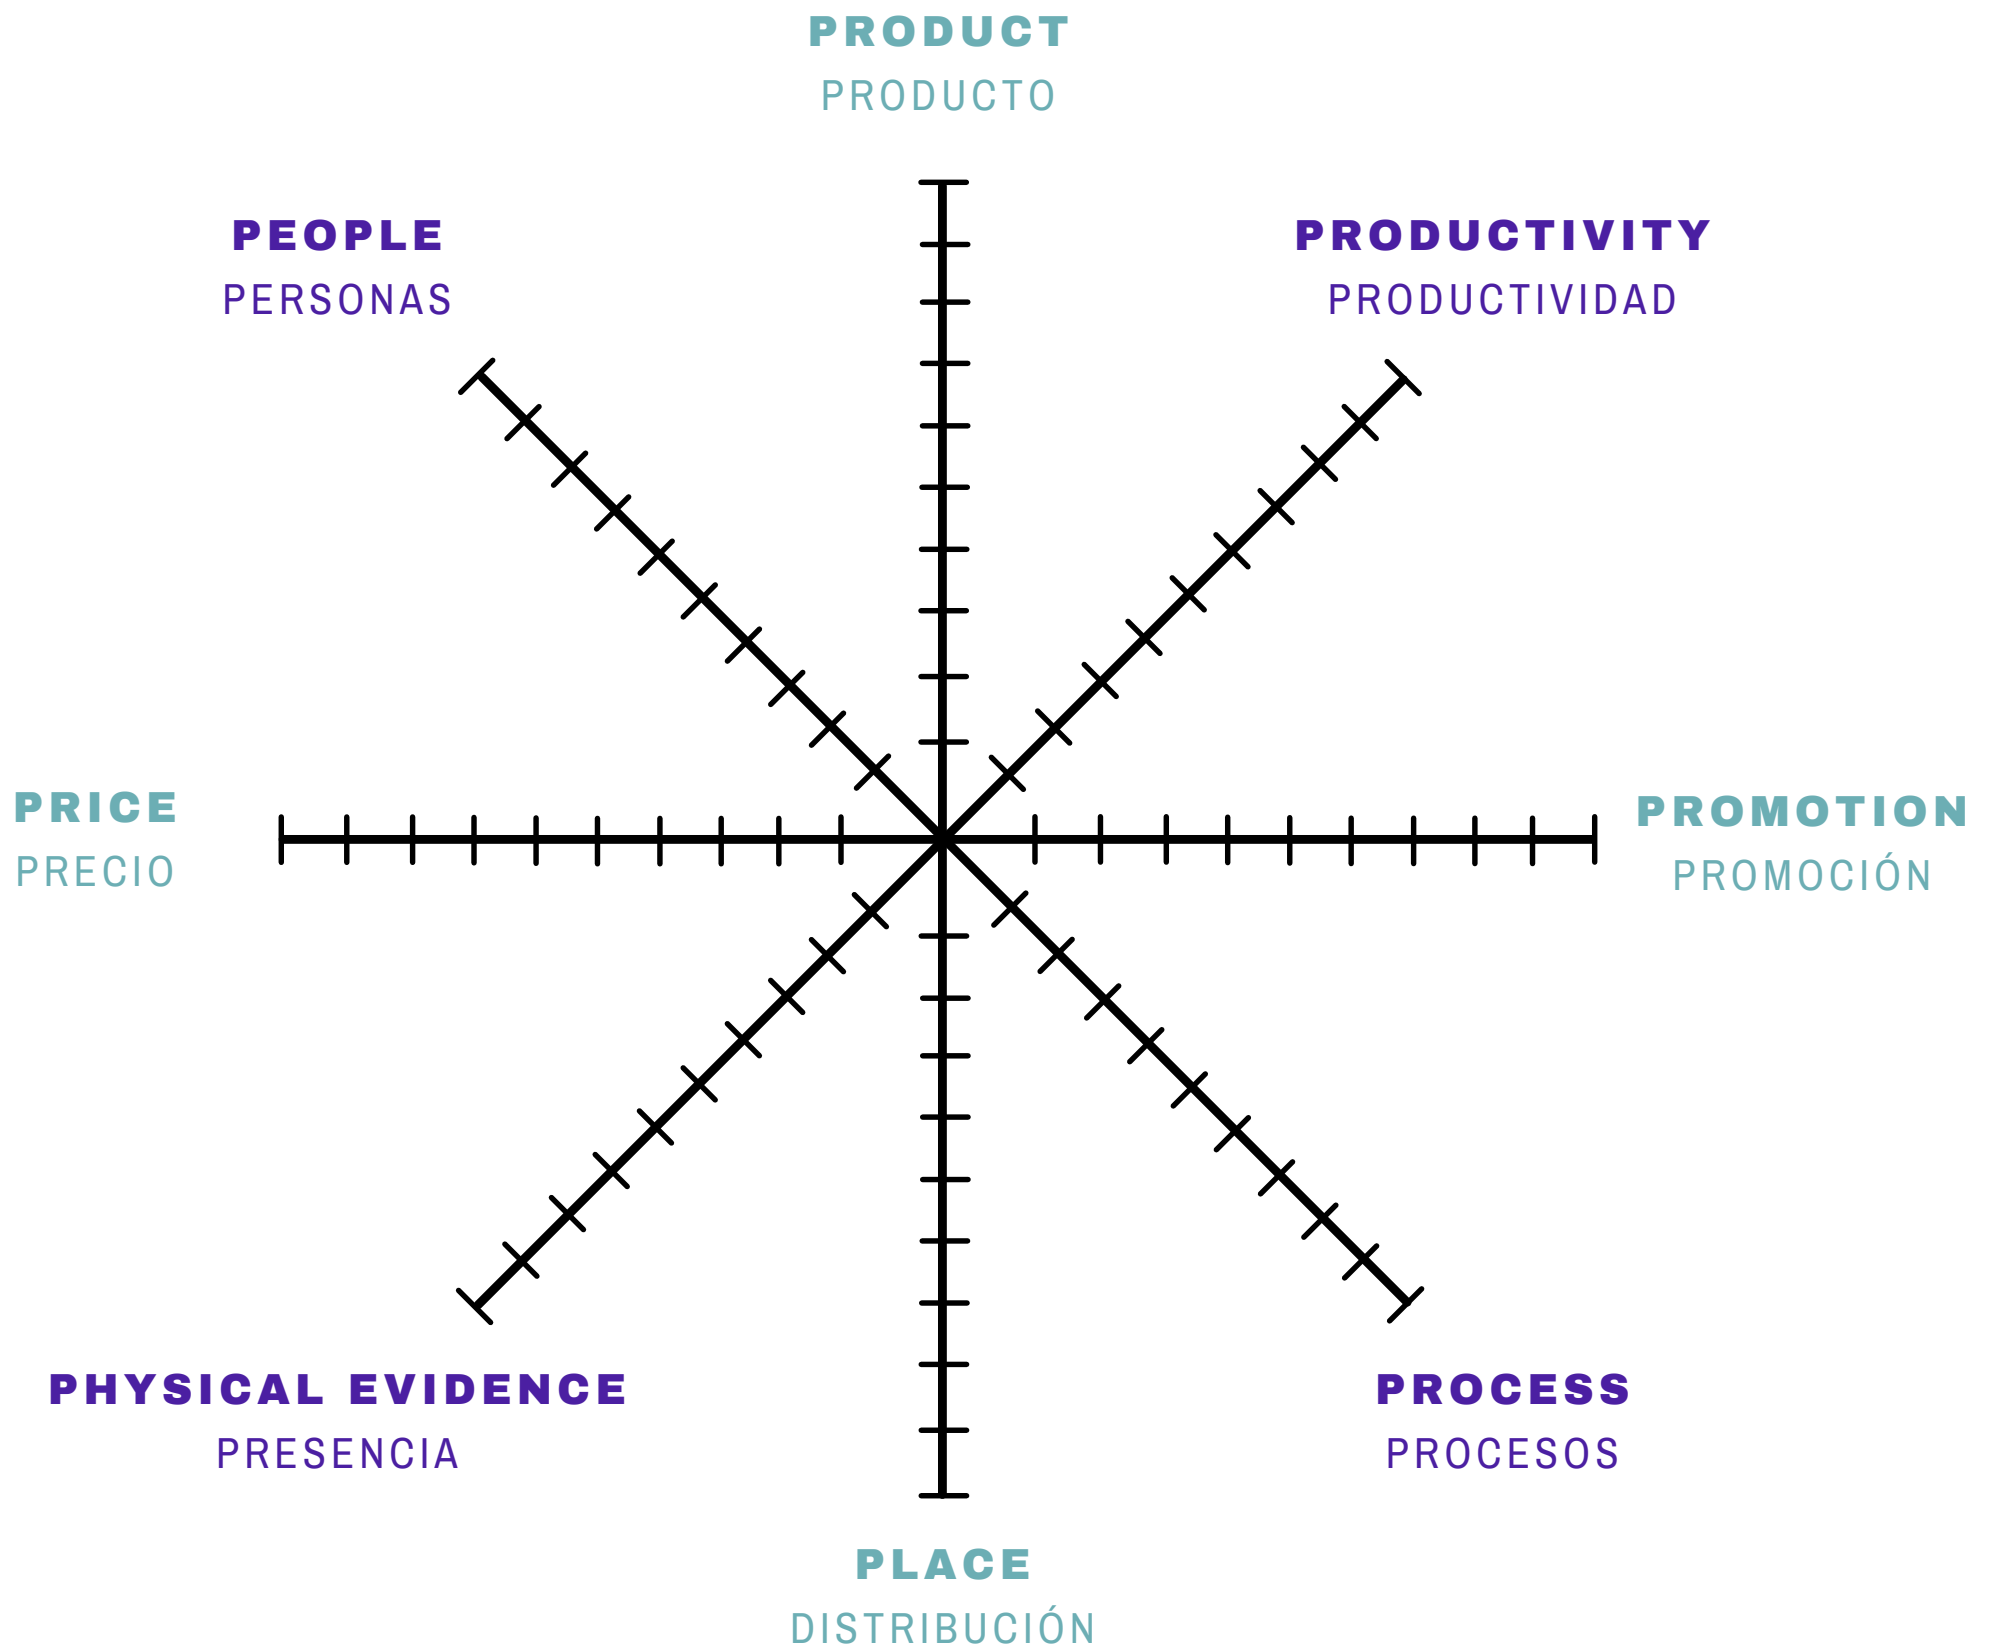 PRODUCT
PRODUCTO
PEOPLE
PERSONAS
PRODUCTIVITY
PRODUCTIVIDAD
PRICE
PRECIO
PROMOTION
PROMOCIÓN
PHYSICAL EVIDENCE
PRESENCIA
PROCESS
PROCESOS
PLACE
DISTRIBUCIÓN